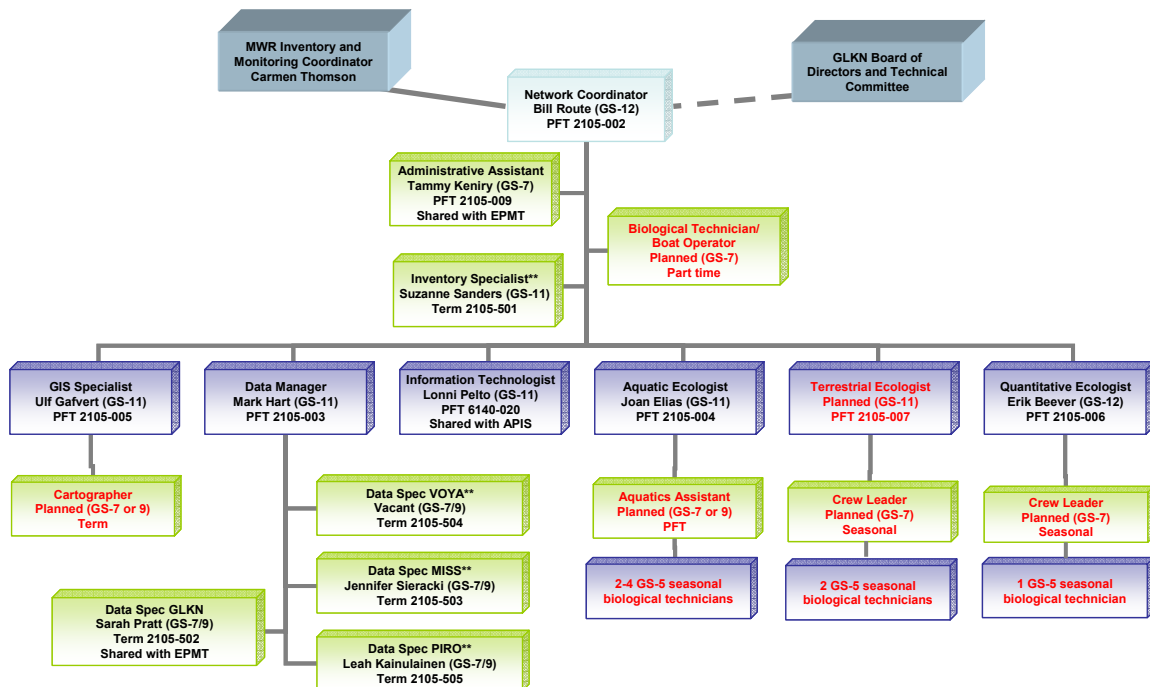 MWR Inventory and
Monitoring Coordinator
Carmen Thomson
GLKN Board of
Directors and Technical
Committee
Network Coordinator
Bill Route (GS-12)
PFT 2105-002
Administrative Assistant
Tammy Keniry (GS-7)
PFT 2105-009
Shared with EPMT
Biological Technician/
Boat Operator
Planned (GS-7)
Part time
Inventory Specialist**
Suzanne Sanders (GS-11)
Term 2105-501
GIS Specialist
Ulf Gafvert (GS-11)
PFT 2105-005
Data Manager
Mark Hart (GS-11)
PFT 2105-003
Information Technologist
Lonni Pelto (GS-11)
PFT 6140-020
Shared with APIS
Aquatic Ecologist
Joan Elias (GS-11)
PFT 2105-004
Terrestrial Ecologist
Planned (GS-11)
PFT 2105-007
Quantitative Ecologist
Erik Beever (GS-12)
PFT 2105-006
Cartographer
Planned (GS-7 or 9)
Term
Data Spec VOYA**
Vacant (GS-7/9)
Term 2105-504
Aquatics Assistant
Planned (GS-7 or 9)
PFT
Crew Leader
Planned (GS-7)
Seasonal
Crew Leader
Planned (GS-7)
Seasonal
Data Spec MISS**
Jennifer Sieracki (GS-7/9)
Term 2105-503
2-4 GS-5 seasonal
biological technicians
2 GS-5 seasonal
biological technicians
1 GS-5 seasonal
biological technician
Data Spec GLKN
Sarah Pratt (GS-7/9)
Term 2105-502
Shared with EPMT
Data Spec PIRO**
Leah Kainulainen (GS-7/9)
Term 2105-505